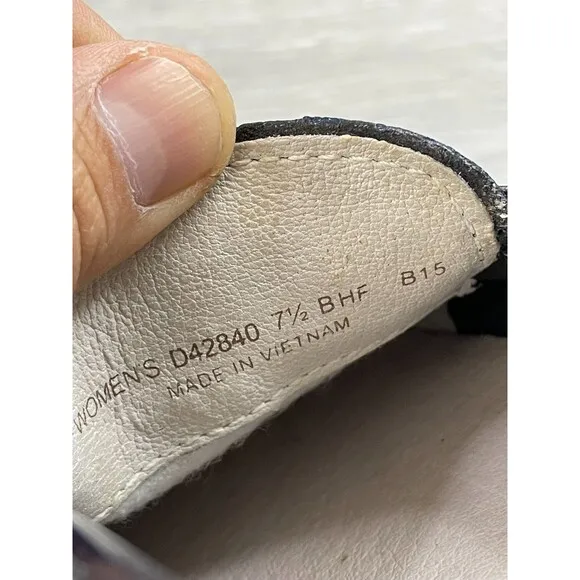 WOMENS D42840 7½ BHF B15
MADE IN VIETNAM